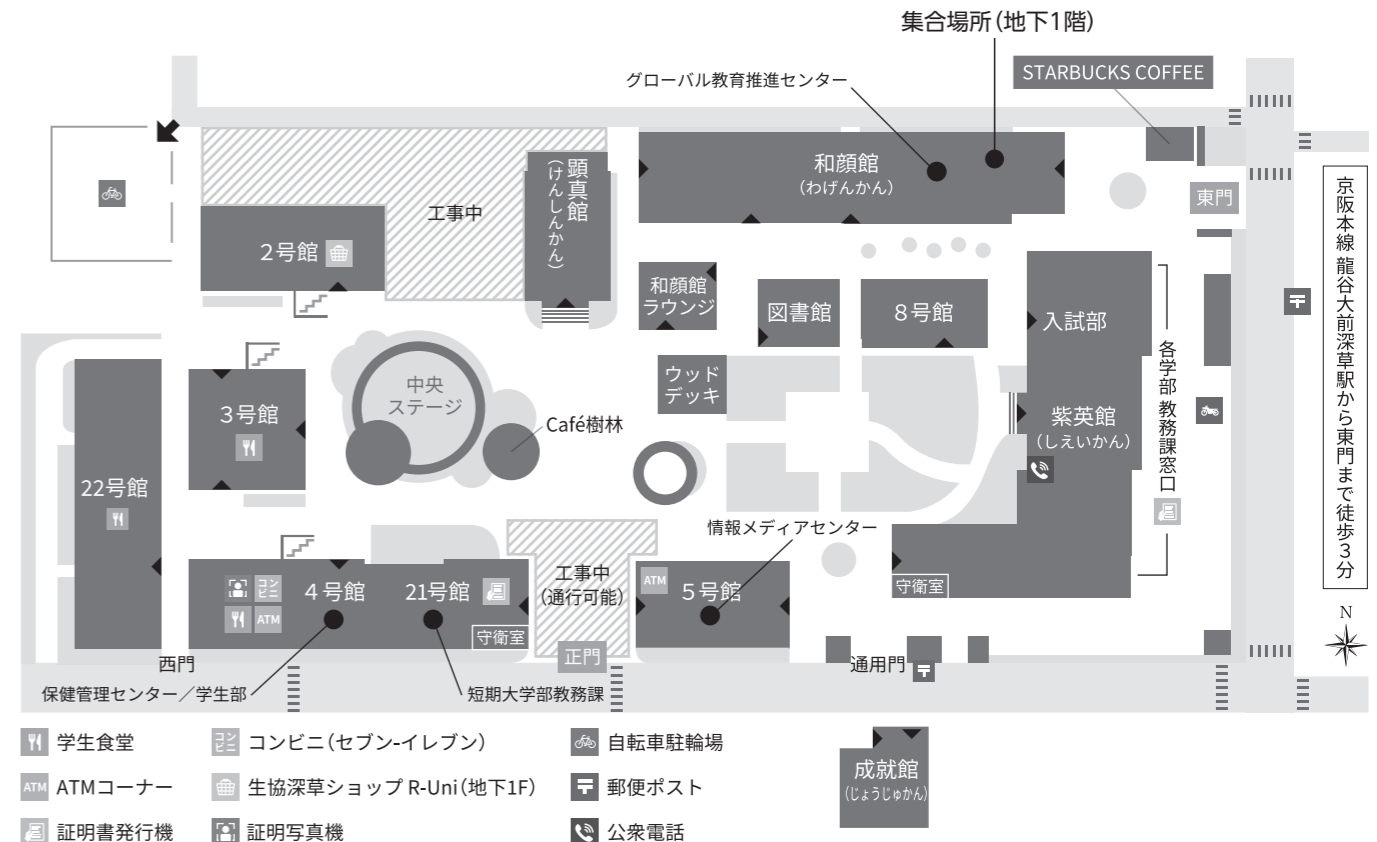 集合場所（地下1階）
グローバル教育推進センター
STARBUCKS COFFEE
和顔館
（わげんかん）
顕真館
（けんしんかん）
工事中
東門
2号館
和顔館
ラウンジ
図書館
8号館
入試部
京阪本線 龍谷大前深草駅から東門まで徒歩3分
各学部 教務課窓口
中央
ステージ
ウッド
デッキ
3号館
Café樹林
紫英館
（しえいかん）
22号館
情報メディアセンター
工事中
（通行可能）
コン
ビニ
4号館
21号館
ATM
ATM
5号館
守衛室
守衛室
N
正門
西門
通用門
保健管理センター／学生部
短期大学部教務課
学生食堂
コンビニ
コンビニ（セブン-イレブン）
自転車駐輪場
ATM
ATMコーナー
生協深草ショップ R-Uni（地下1F）
郵便ポスト
証明書発行機
証明写真機
公衆電話
成就館
（じょうじゅかん）